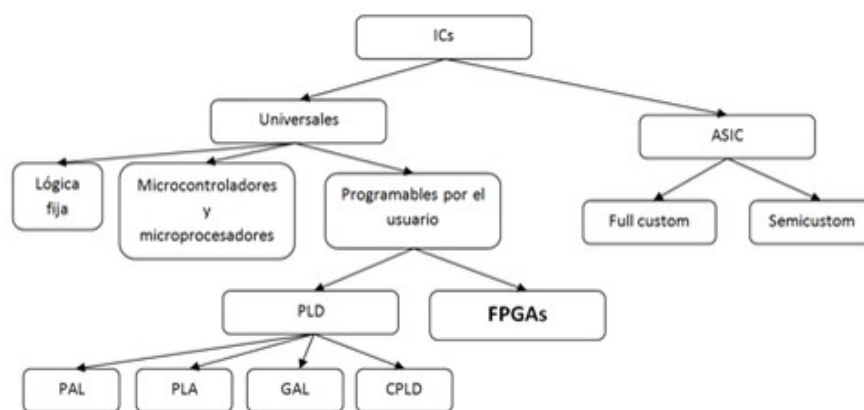 ICs
Universales
ASIC
Lógica
fija
Microcontroladores
y
microprocesadores
Programables por el
usuario
Full custom
Semicustom
PLD
FPGAs
PAL
PLA
GAL
CPLD